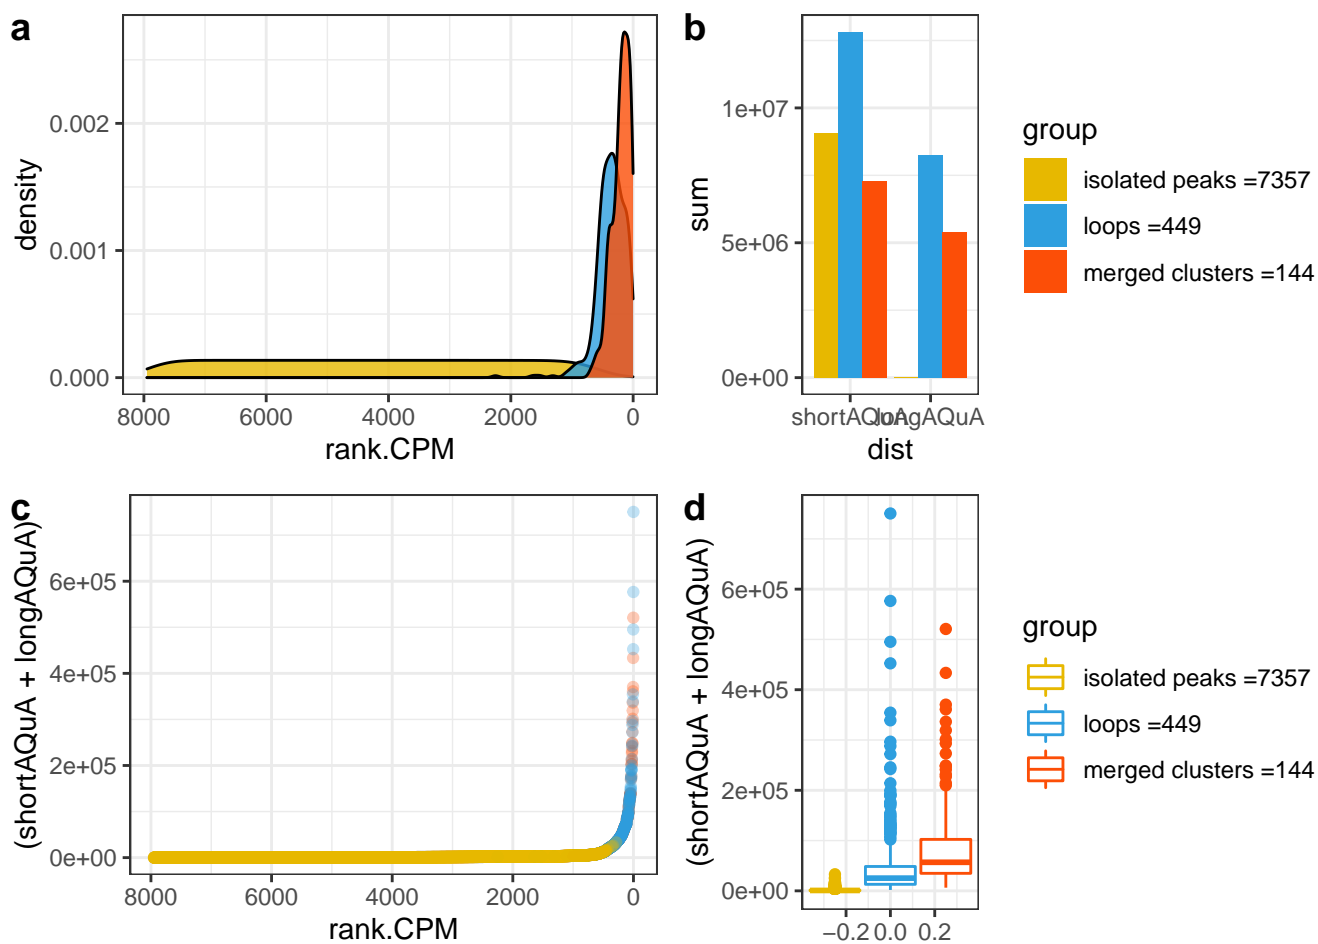 a
density
0.002
0.001
0.000
8000 6000 4000 2000 0
rank.CPM
b
sum
1e+07
5e+06
0e+00
shortAQuA longAQuA
dist
group
isolated peaks =7357
loops =449
merged clusters =144
c
(shortAQuA + longAQuA)
6e+05
4e+05
2e+05
0e+00
8000 6000 4000 2000 0
rank.CPM
d
(shortAQuA + longAQuA)
6e+05
4e+05
2e+05
0e+00
−0.2 0.0 0.2
group
isolated peaks =7357
loops =449
merged clusters =144